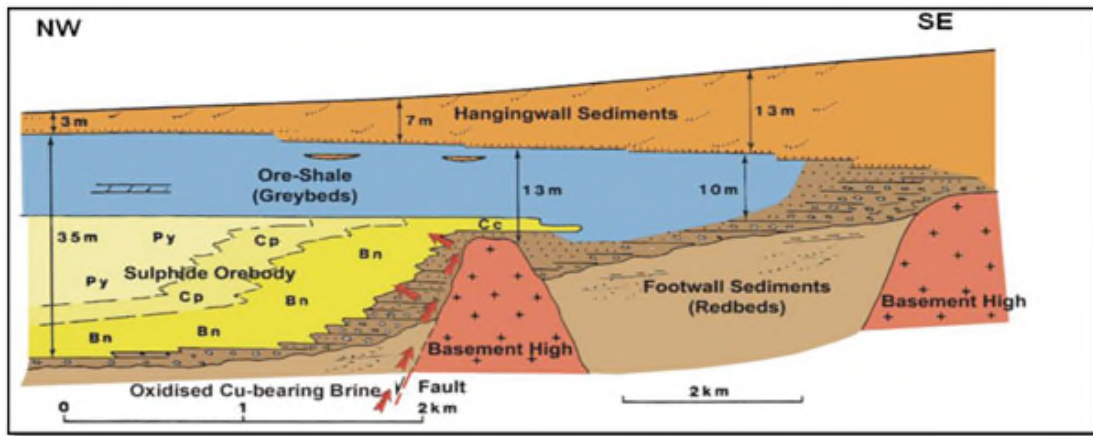 NW
SE
3m
7m
Hangingwall Sediments
13m
Ore-Shale
(Greybeds)
13m
10m
35m
Py
Cp
Bn
Cc
Sulphide Orebody
Py
Cp
Bn
Bn
Bn
Footwall Sediments
(Redbeds)
Basement High
Basement High
Oxidised Cu-bearing Brine
Fault
0
1
2km
2km